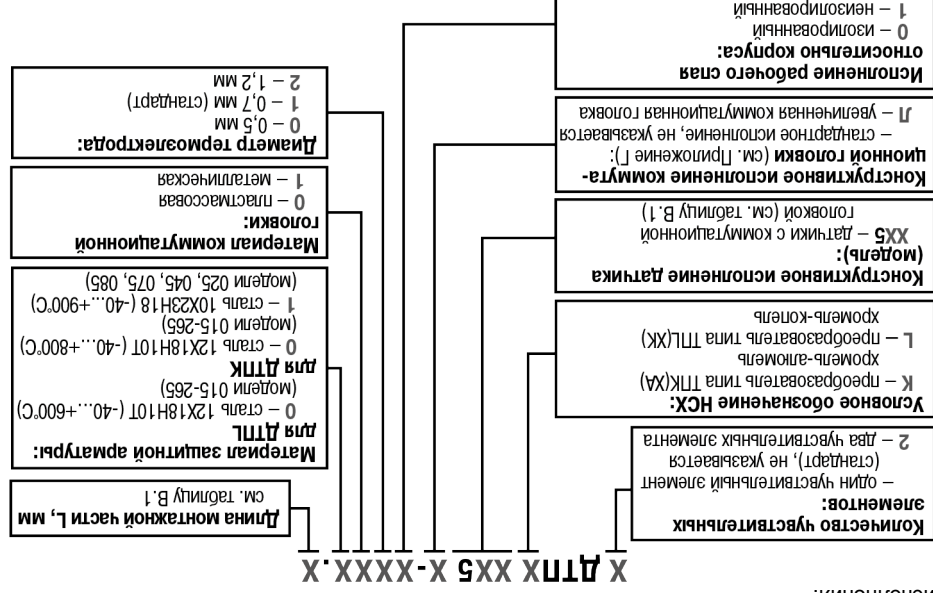 X ДТПX XX5 X-XXXX.X
Количество чувствительных
элементов:
– один чувствительный элемент
(стандарт), не указывается
2 – два чувствительных элемента
Условное обозначение НСХ:
К – преобразователь типа ТПК(ХА)
хромель-алюмель
L – преобразователь типа ТПL(ХК)
хромель-копель
Конструктивное исполнение датчика
(модель):
XX5 – датчики с коммутационной
головкой (см. таблицу В.1)
Конструктивное исполнение коммута-
ционной головки (см. Приложение Г):
– стандартное исполнение, не указывается
Л – увеличенная коммутационная головка
Исполнение рабочего спая
относительно корпуса:
0 – изолированный
1 – неизолированный
Длина монтажной части L, мм
см. таблицу В.1
Материал защитной арматуры:
для ДТПL
0 – сталь 12Х18Н10Т (-40...+600°С)
(модели 015-265)
для ДТПК
0 – сталь 12Х18Н10Т (-40...+800°С)
(модели 015-265)
1 – сталь 10Х23Н18 (-40...+900°С)
(модели 025, 045, 075, 085)
Материал коммутационной
головки:
0 – пластмассовая
1 – металлическая
Диаметр термоэлектрода:
0 – 0,5 мм
1 – 0,7 мм (стандарт)
2 – 1,2 мм